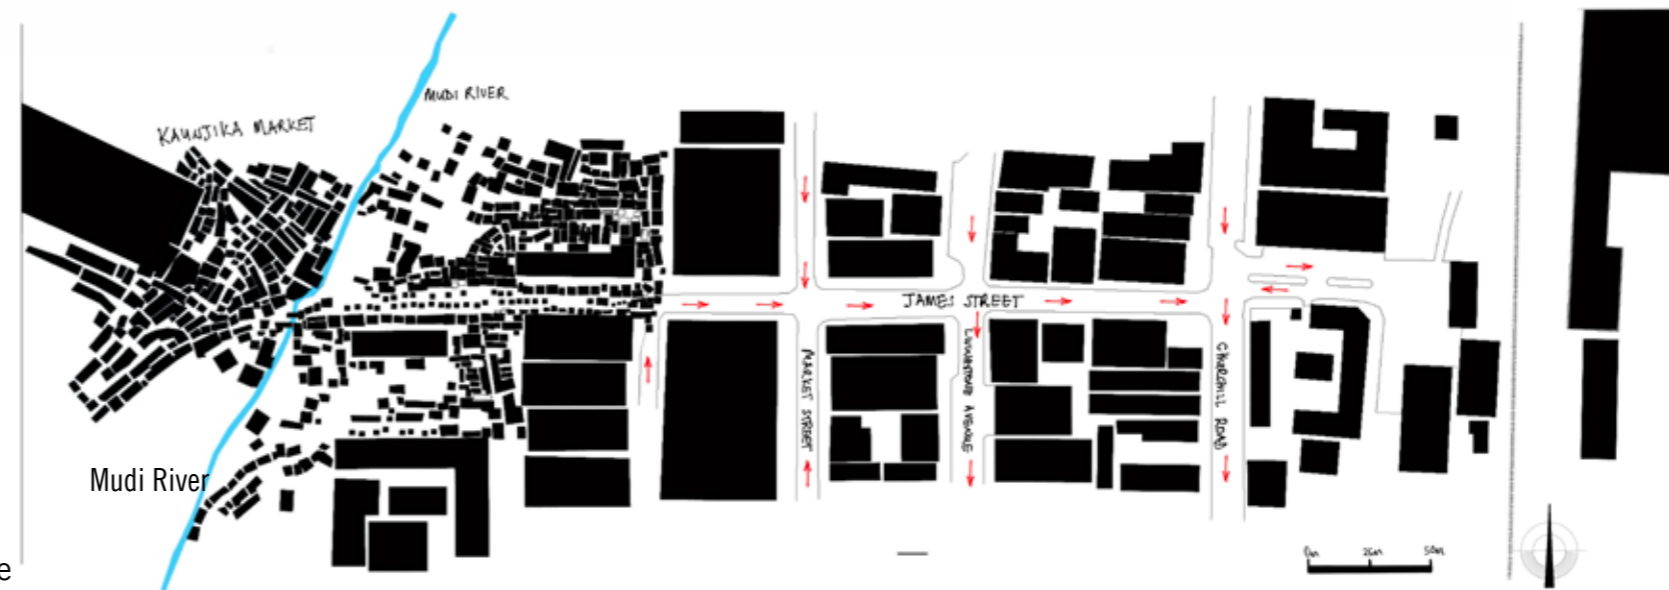 MUDI RIVER
KAUNJIKA MARKET
JAMES STREET
MARKET STREET
LIVINGSTONE AVENUE
CHURCHILL ROAD
Mudi River
0m 25m 50m
e